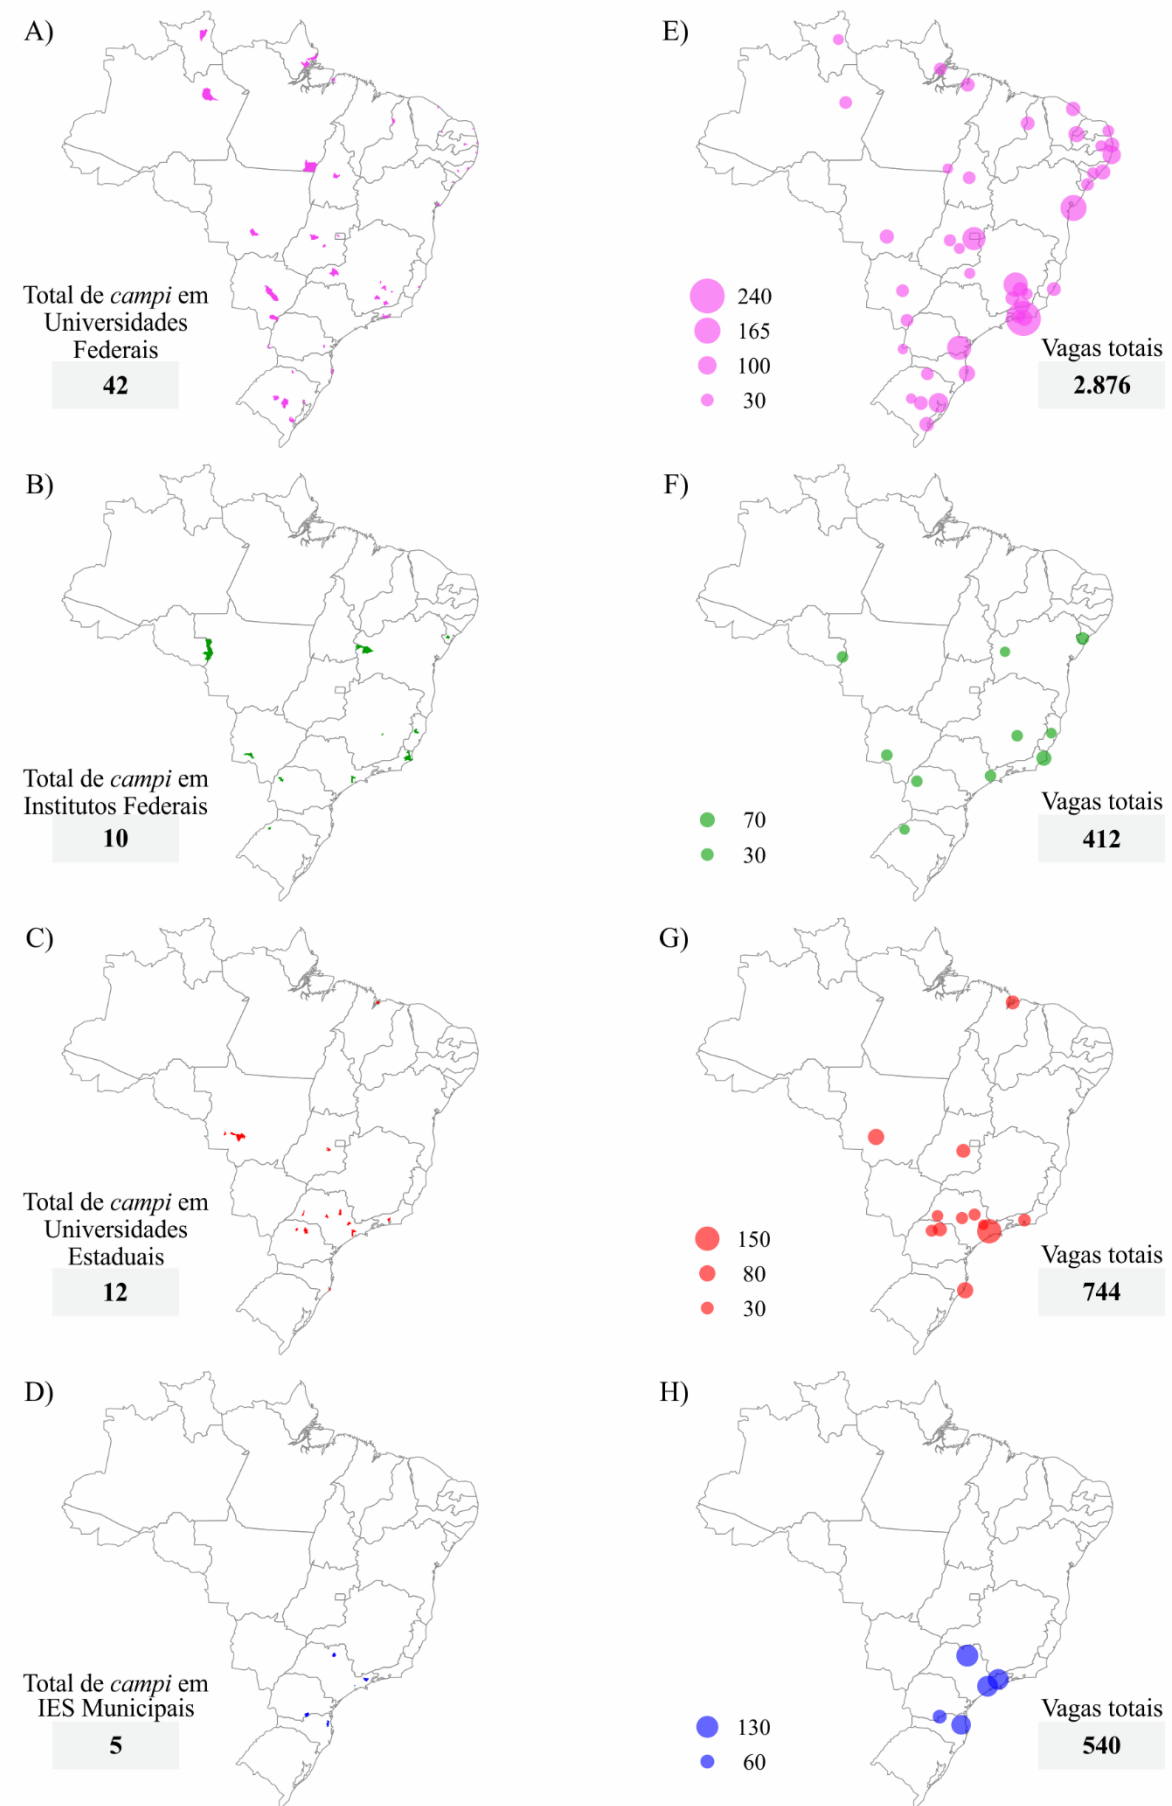 A)
Total de campi em
Universidades
Federais
42
E)
240
165
100
30
Vagas totais
2.876
B)
Total de campi em
Institutos Federais
10
F)
70
30
Vagas totais
412
C)
Total de campi em
Universidades
Estaduais
12
G)
150
80
30
Vagas totais
744
D)
Total de campi em
IES Municipais
5
H)
130
60
Vagas totais
540